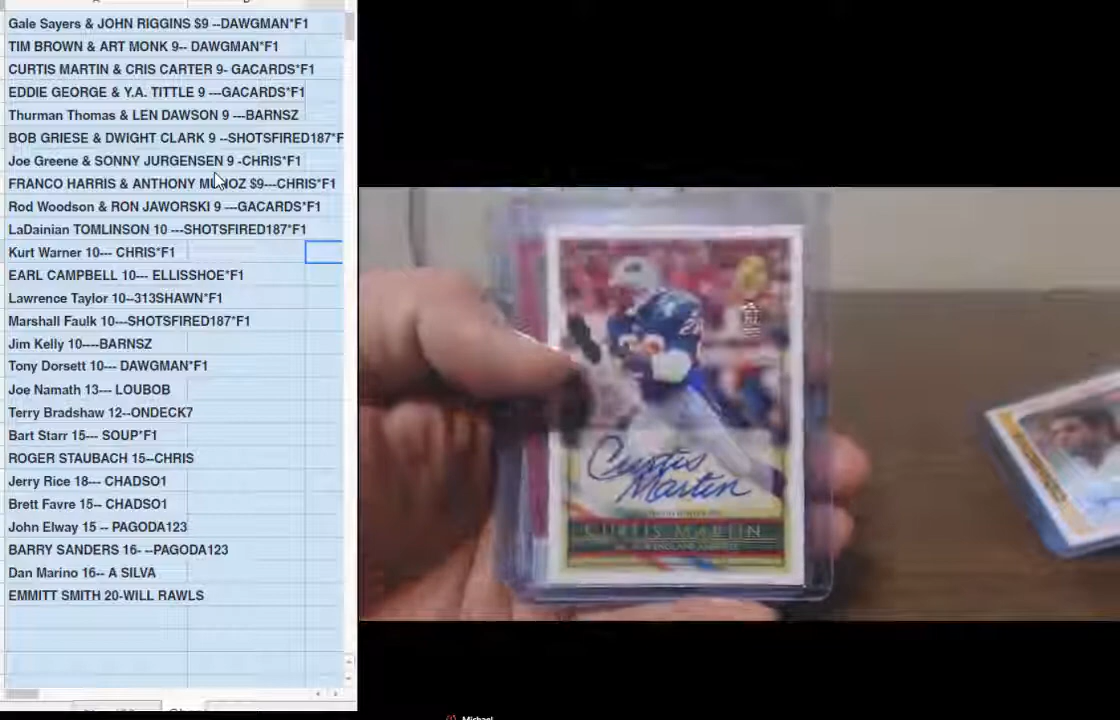 Gale Sayers & JOHN RIGGINS $9 --DAWGMAN*F1
TIM BROWN & ART MONK 9-- DAWGMAN*F1
CURTIS MARTIN & CRIS CARTER 9- GACARDS*F1
EDDIE GEORGE & Y.A. TITTLE 9 ---GACARDS*F1
Thurman Thomas & LEN DAWSON 9 ---BARNSZ
BOB GRIESE & DWIGHT CLARK 9 --SHOTSFIRED187*F
Joe Greene & SONNY JURGENSEN 9 -CHRIS*F1
FRANCO HARRIS & ANTHONY MUNOZ $9---CHRIS*F1
Rod Woodson & RON JAWORSKI 9 ---GACARDS*F1
LaDainian TOMLINSON 10 ---SHOTSFIRED187*F1
Kurt Warner 10--- CHRIS*F1
EARL CAMPBELL 10--- ELLISSHOE*F1
Lawrence Taylor 10--313SHAWN*F1
Marshall Faulk 10---SHOTSFIRED187*F1
Jim Kelly 10----BARNSZ
Tony Dorsett 10--- DAWGMAN*F1
Joe Namath 13--- LOUBOB
Terry Bradshaw 12--ONDECK7
Bart Starr 15--- SOUP*F1
ROGER STAUBACH 15--CHRIS
Jerry Rice 18--- CHADSO1
Brett Favre 15-- CHADSO1
John Elway 15 -- PAGODA123
BARRY SANDERS 16- --PAGODA123
Dan Marino 16-- A SILVA
EMMITT SMITH 20-WILL RAWLS
Curtis
Martin
CURTIS MARTIN
Michael